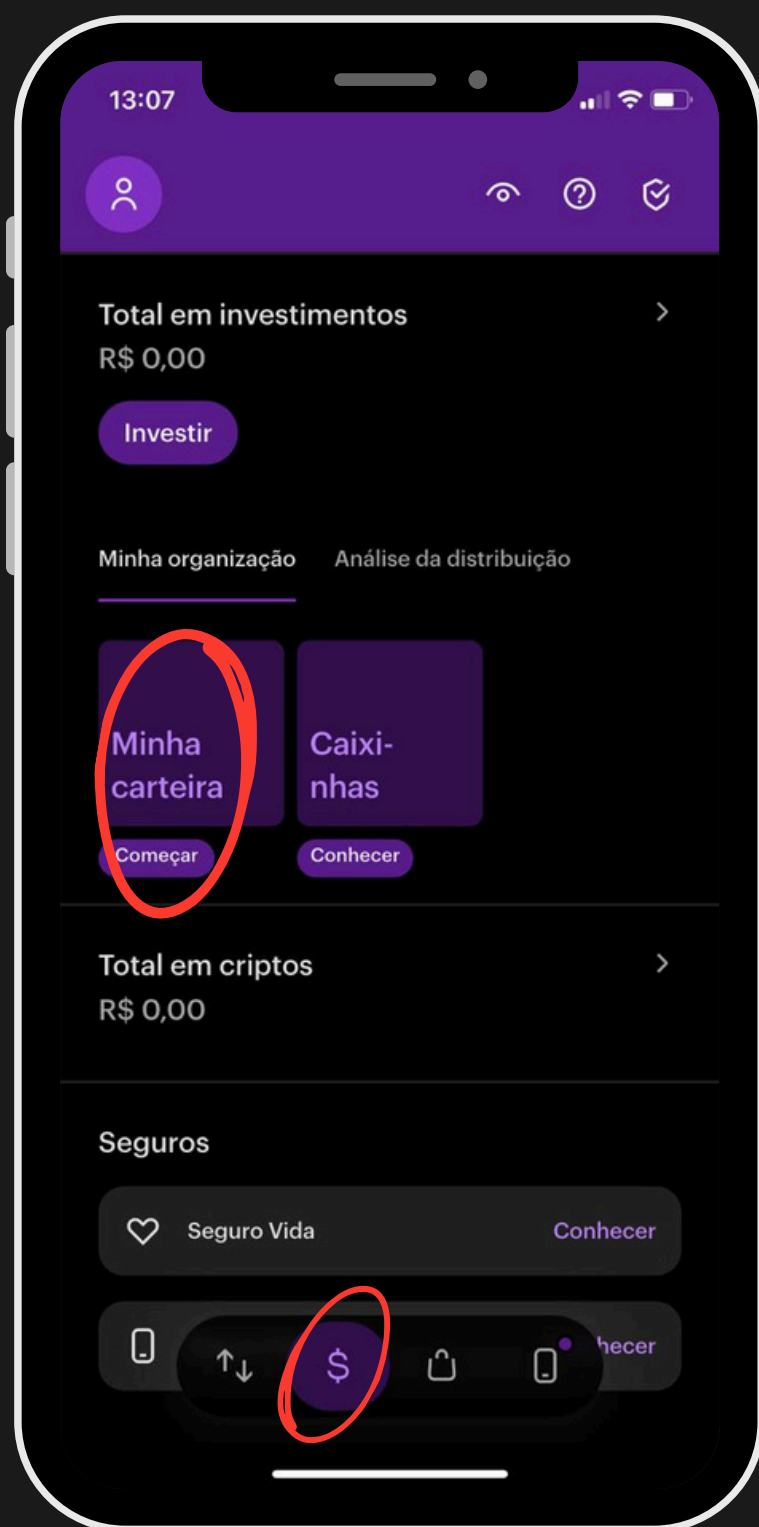 13:07
Total em investimentos
R$ 0,00
Investir
Minha organização
Análise da distribuição
Minha
carteira
Caixi-
nhas
Começar
Conhecer
Total em criptos
R$ 0,00
Seguros
Seguro Vida
Conhecer
hecer
$